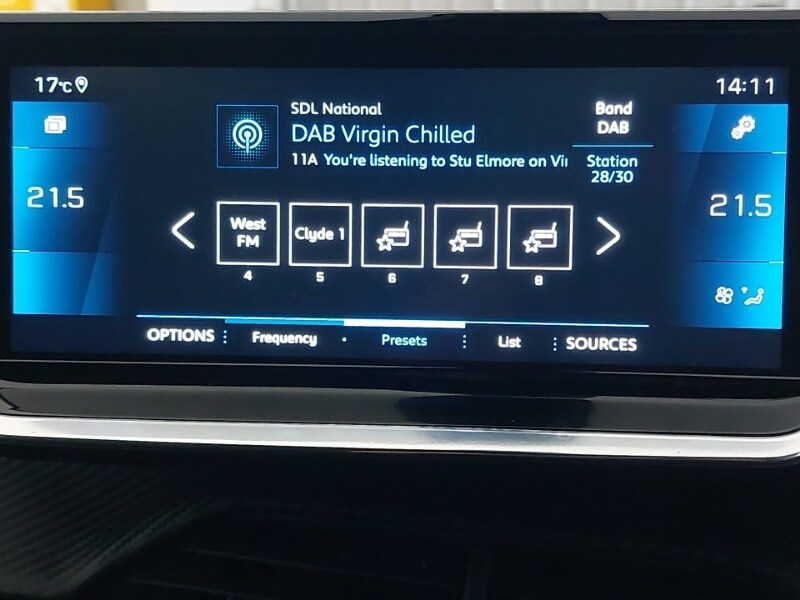 17°C
14:11
SDL National
DAB Virgin Chilled
11A You're listening to Stu Elmore on Vi
Band
DAB
Station
28/30
21.5
21.5
West
FM
Clyde 1
4
5
6
7
8
OPTIONS
Frequency
Presets
List
SOURCES